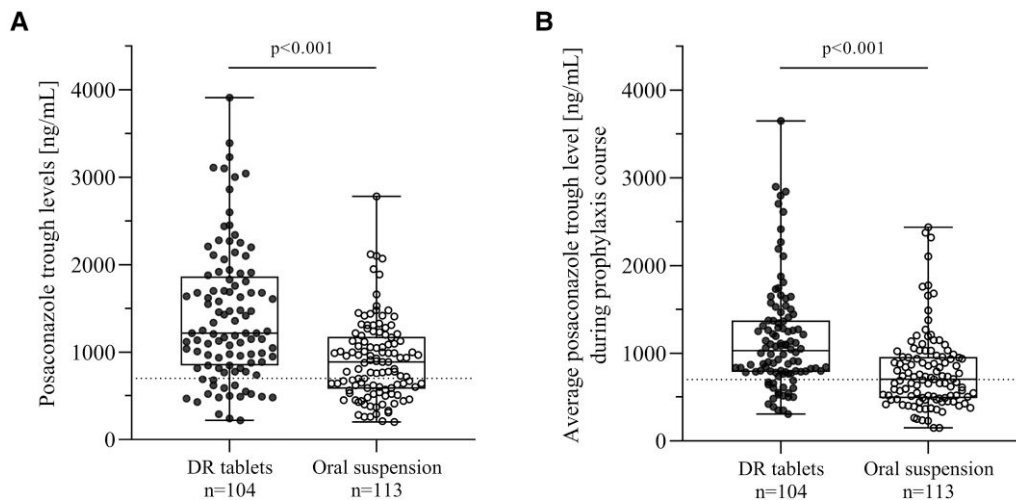 A
p<0.001
Posaconazole trough levels [ng/mL]
4000
3000
2000
1000
0
DR tablets
n=104
Oral suspension
n=113
B
p<0.001
Average posaconazole trough level [ng/mL]
during prophylaxis course
4000
3000
2000
1000
0
DR tablets
n=104
Oral suspension
n=113